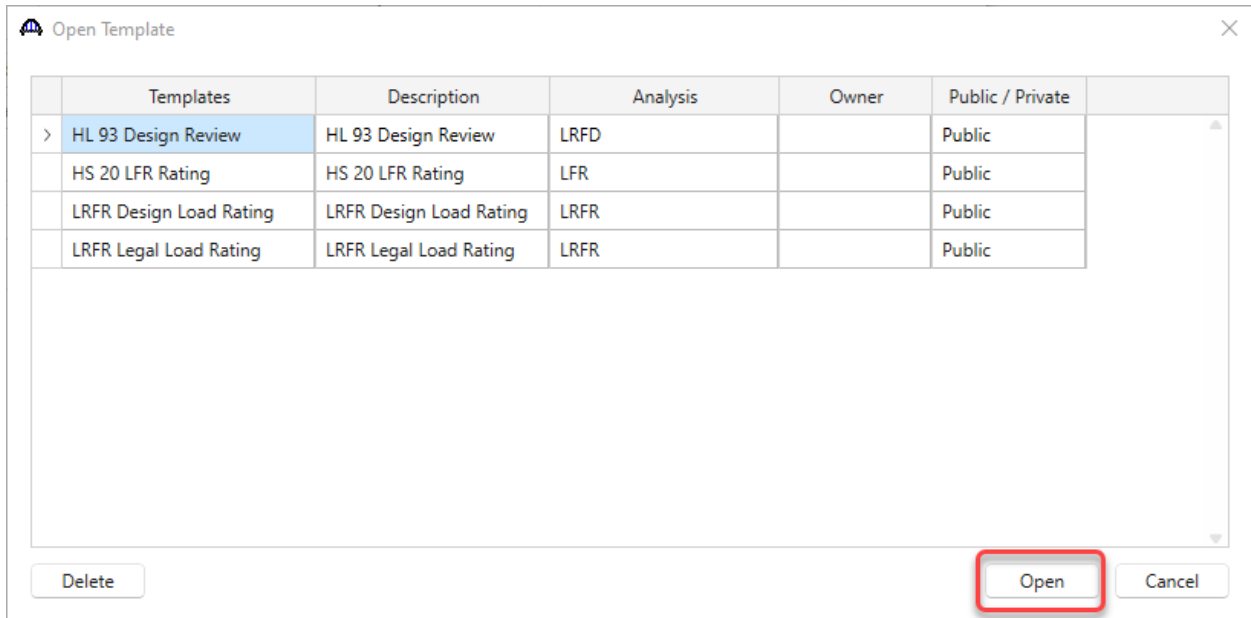 Open Template
Templates Description Analysis Owner Public / Private
HL 93 Design Review HL 93 Design Review LRFD Public
HS 20 LFR Rating HS 20 LFR Rating LFR Public
LRFR Design Load Rating LRFR Design Load Rating LRFR Public
LRFR Legal Load Rating LRFR Legal Load Rating LRFR Public
Delete Open Cancel